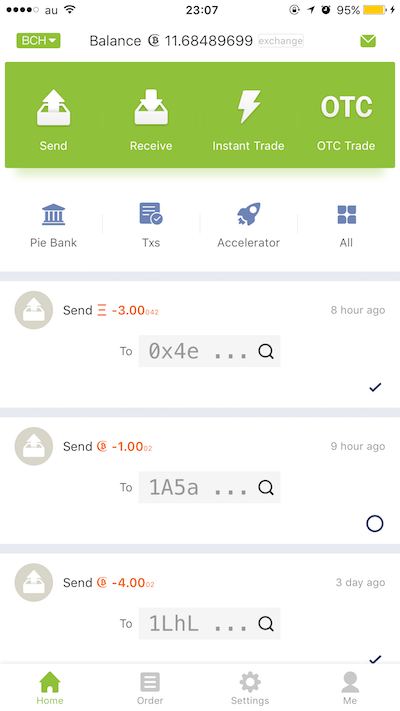 au 23:07 95%
BCH Balance 11.68489699 exchange
OTC
Send Receive Instant Trade OTC Trade
Pie Bank Txs Accelerator All
Send Ξ -3.00042 8 hour ago
To 0x4e ...
Send -1.0002 9 hour ago
To 1A5a ...
Send -4.0002 3 day ago
To 1LhL ...
Home Order Settings Me